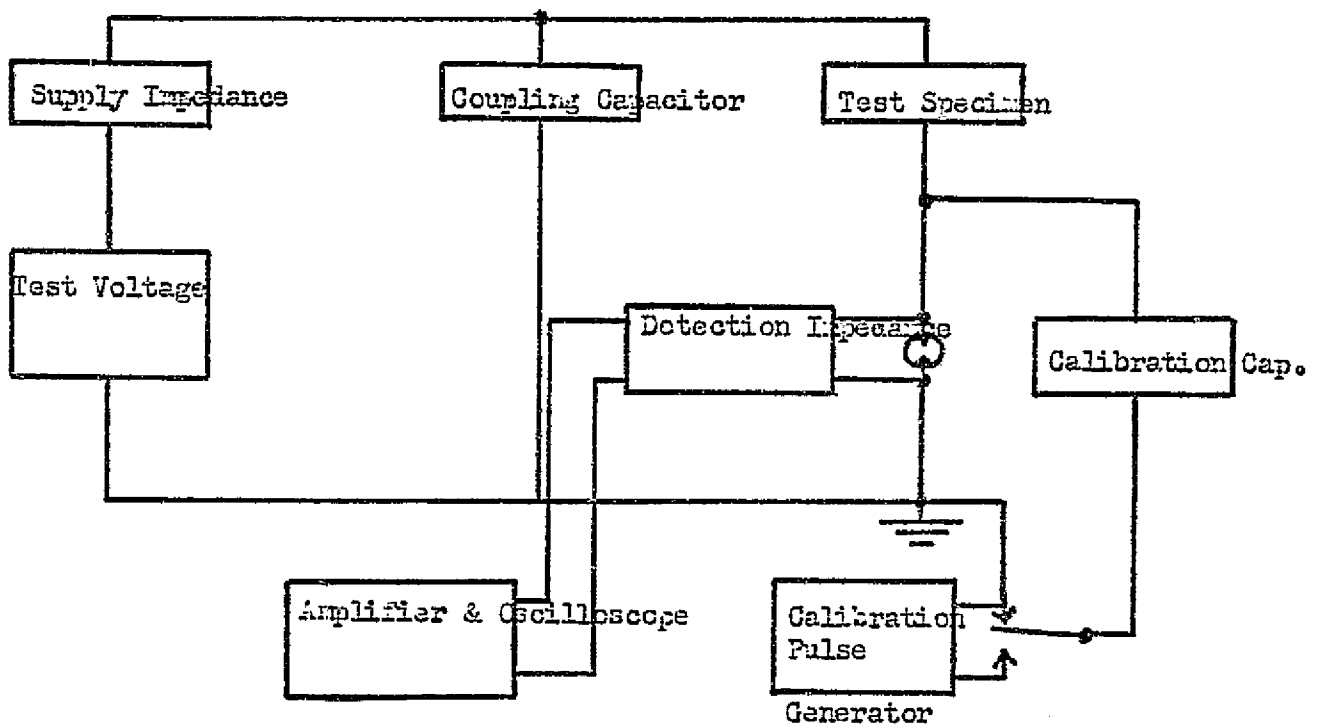 Supply Impedance
Coupling Capacitor
Test Specimen
Test Voltage
Detection Impedance
Calibration Cap.
Amplifier & Oscilloscope
Calibration
Pulse
Generator